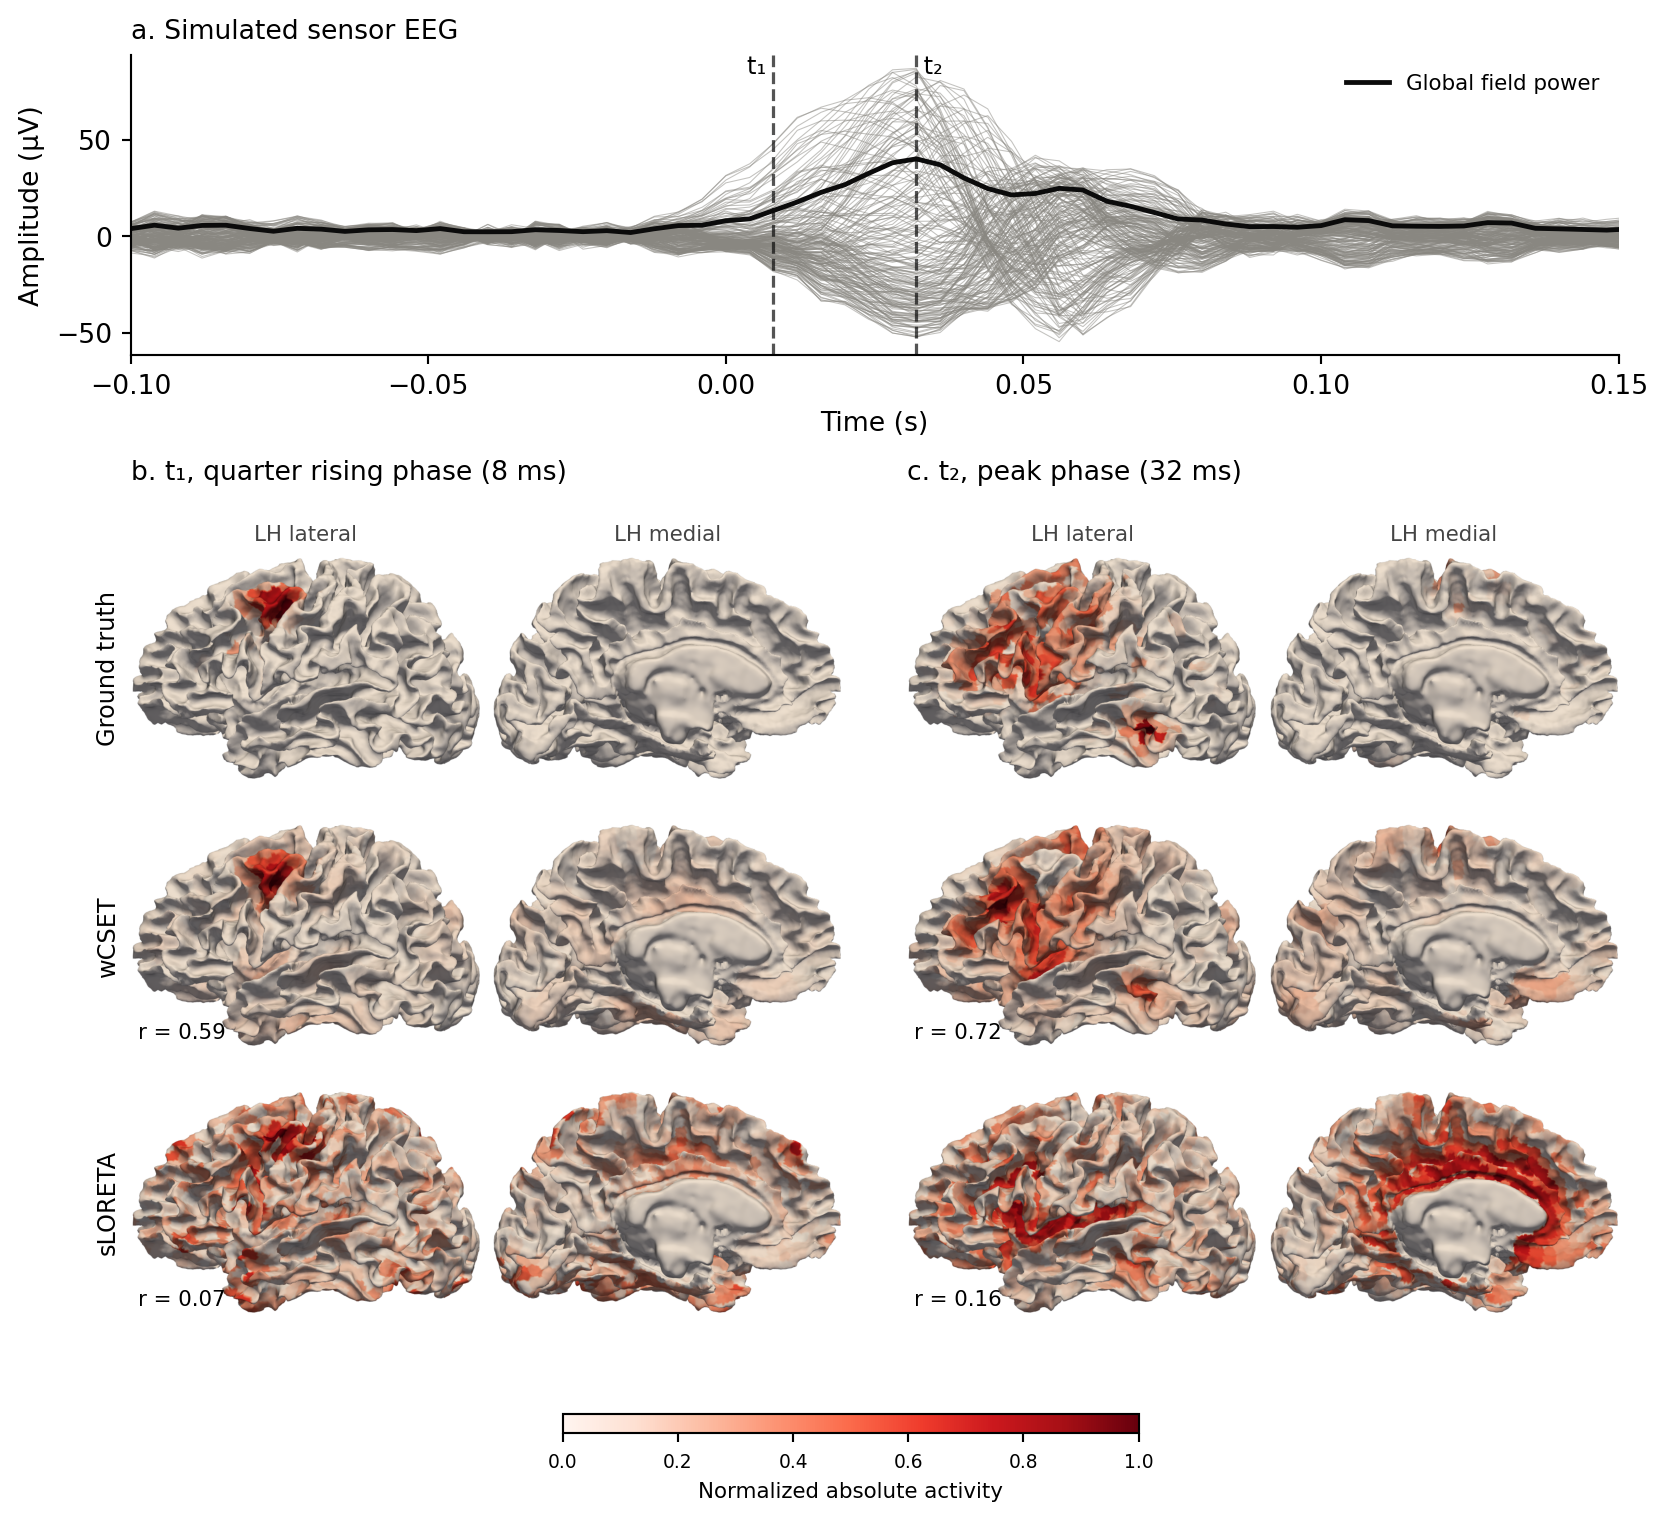 a. Simulated sensor EEG
t₁
t₂
Global field power
Amplitude (μV)
50
0
−50
−0.10
−0.05
0.00
0.05
0.10
0.15
Time (s)
b. t₁, quarter rising phase (8 ms)
c. t₂, peak phase (32 ms)
LH lateral
LH medial
LH lateral
LH medial
Ground truth
wCSET
r = 0.59
r = 0.72
sLORETA
r = 0.07
r = 0.16
0.0
0.2
0.4
0.6
0.8
1.0
Normalized absolute activity